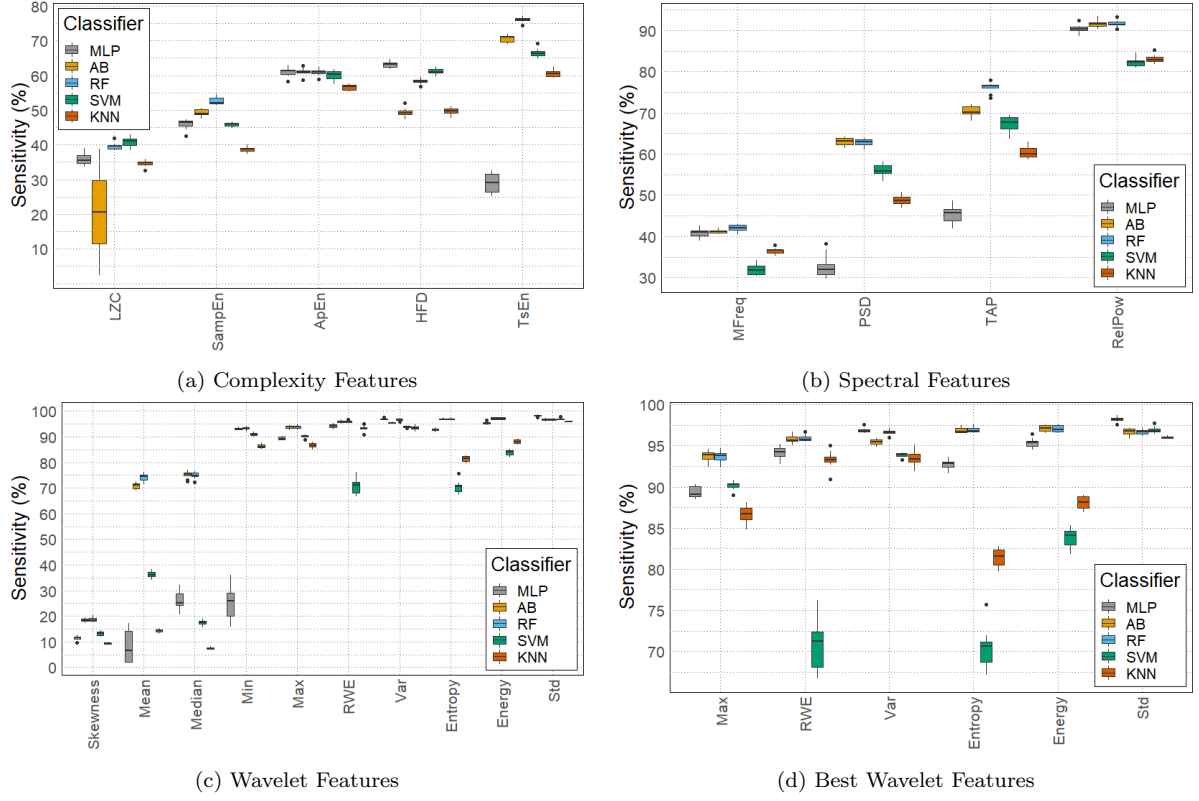 Sensitivity (%)
80
70
60
50
40
30
20
10
Classifier
MLP
AB
RF
SVM
KNN
LZC
SampEn
ApEn
HFD
TsEn
(a) Complexity Features
Sensitivity (%)
90
80
70
60
50
40
30
Classifier
MLP
AB
RF
SVM
KNN
MFreq
PSD
TAP
RelPow
(b) Spectral Features
Sensitivity (%)
100
90
80
70
60
50
40
30
20
10
0
Classifier
MLP
AB
RF
SVM
KNN
Skewness
Mean
Median
Min
Max
RWE
Var
Entropy
Energy
Std
(c) Wavelet Features
Sensitivity (%)
100
95
90
85
80
75
70
Classifier
MLP
AB
RF
SVM
KNN
Max
RWE
Var
Entropy
Energy
Std
(d) Best Wavelet Features